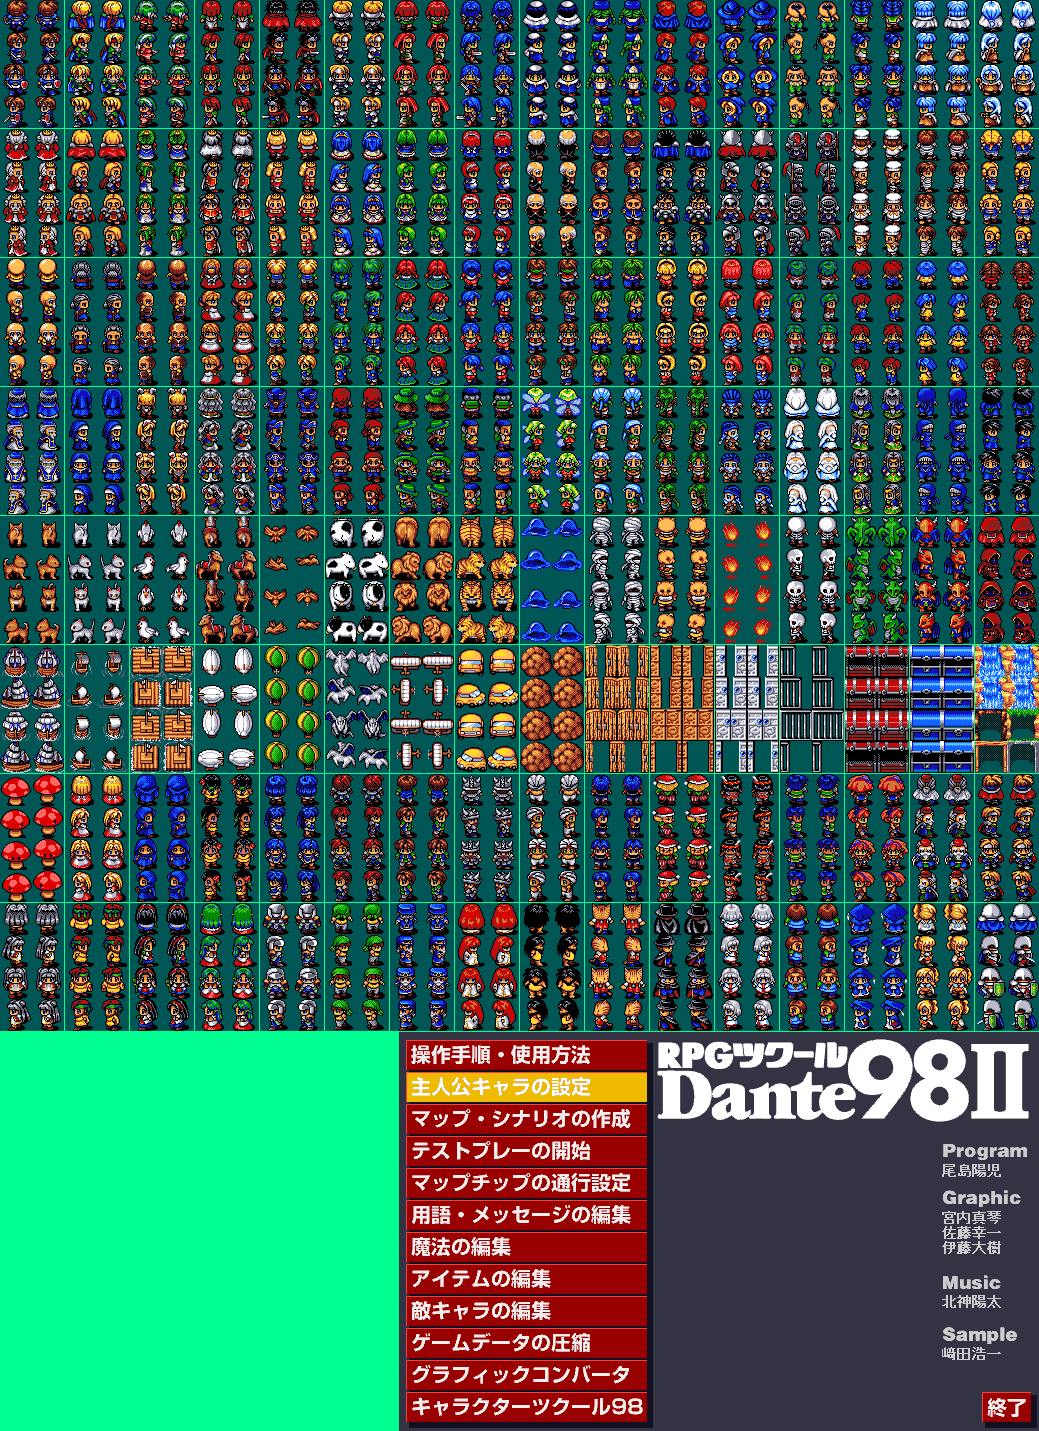 操作手順・使用方法
主人公キャラの設定
マップ・シナリオの作成
テストプレーの開始
マップチップの通行設定
用語・メッセージの編集
魔法の編集
アイテムの編集
敵キャラの編集
ゲームデータの圧縮
グラフィックコンバータ
キャラクターツクール98
RPGツクール
Dante98II
Program
尾島陽児
Graphic
宮内真琴
佐藤幸一
伊藤大樹
Music
北神陽太
Sample
﨑田浩一
終了